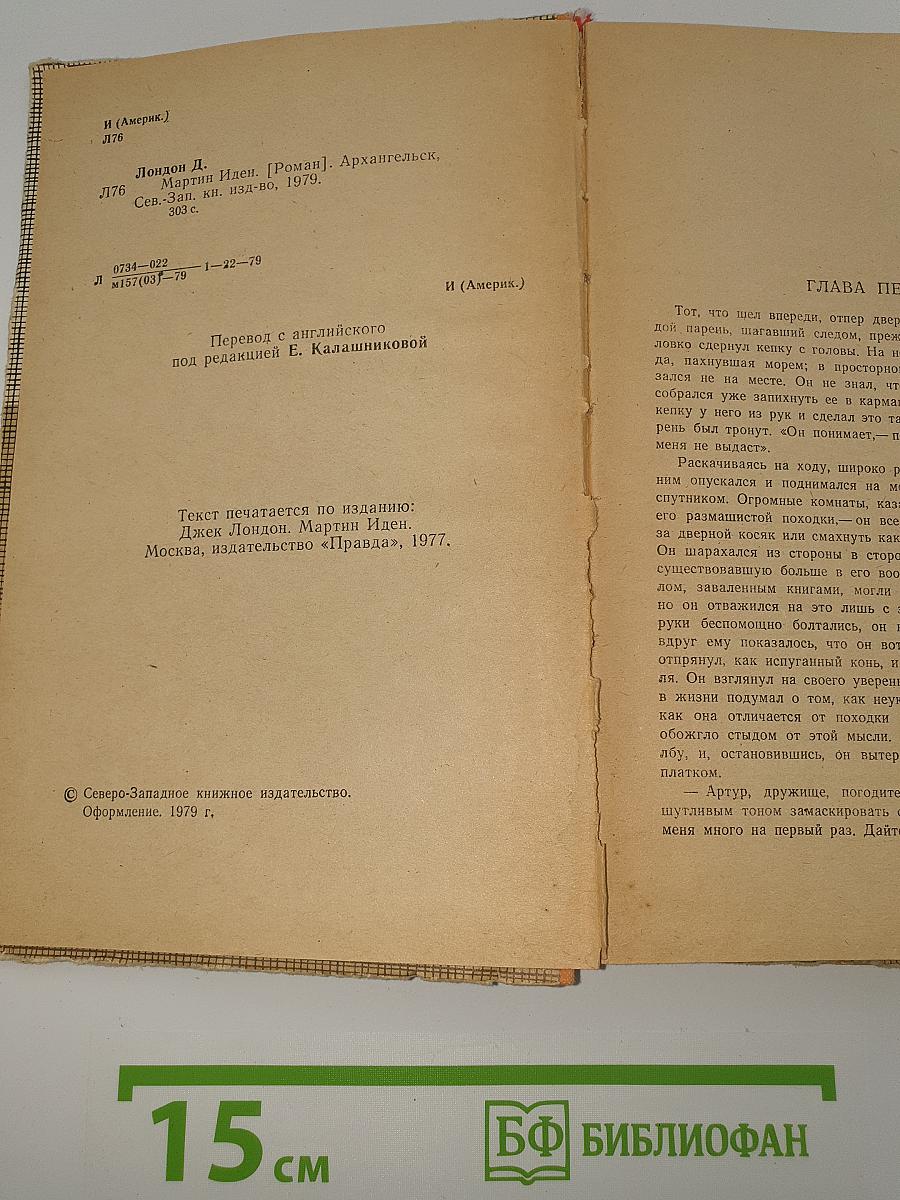 И (Америк.)
Л76
Лондон Д.
Л76 Мартин Иден. [Роман]. Архангельск,
Сев.-Зап. кн. изд-во, 1979.
303 с.
Л 0734—022 1—22—79
м157(03)—79
И (Америк.)
Перевод с английского
под редакцией Е. Калашниковой
Текст печатается по изданию:
Джек Лондон. Мартин Иден.
Москва, издательство «Правда», 1977.
© Северо-Западное книжное издательство.
Оформление. 1979 г.
ГЛАВА ПЕ
Тот, что шел впереди, отпер двер
дой парень, шагавший следом, преж
ловко сдернул кепку с головы. На н
да, пахнувшая морем; в просторно
зался не на месте. Он не знал, чт
собрался уже запихнуть ее в карма
кепку у него из рук и сделал это та
рень был тронут. «Он понимает,— п
меня не выдаст».
Раскачиваясь на ходу, широко р
ним опускался и поднимался на м
спутником. Огромные комнаты, каз
его размашистой походки,— он все
за дверной косяк или смахнуть как
Он шарахался из стороны в сторо
существовавшую больше в его воо
лом, заваленным книгами, могли
но он отважился на это лишь с з
руки беспомощно болтались, он н
вдруг ему показалось, что он вот
отпрянул, как испуганный конь, и
ля. Он взглянул на своего уверен
в жизни подумал о том, как неук
как она отличается от походки
обожгло стыдом от этой мысли.
лбу, и, остановившись, он вытер
платком.
— Артур, дружище, погодите
шутливым тоном замаскировать с
меня много на первый раз. Дайт
15 см
БФ БИБЛИОФАН